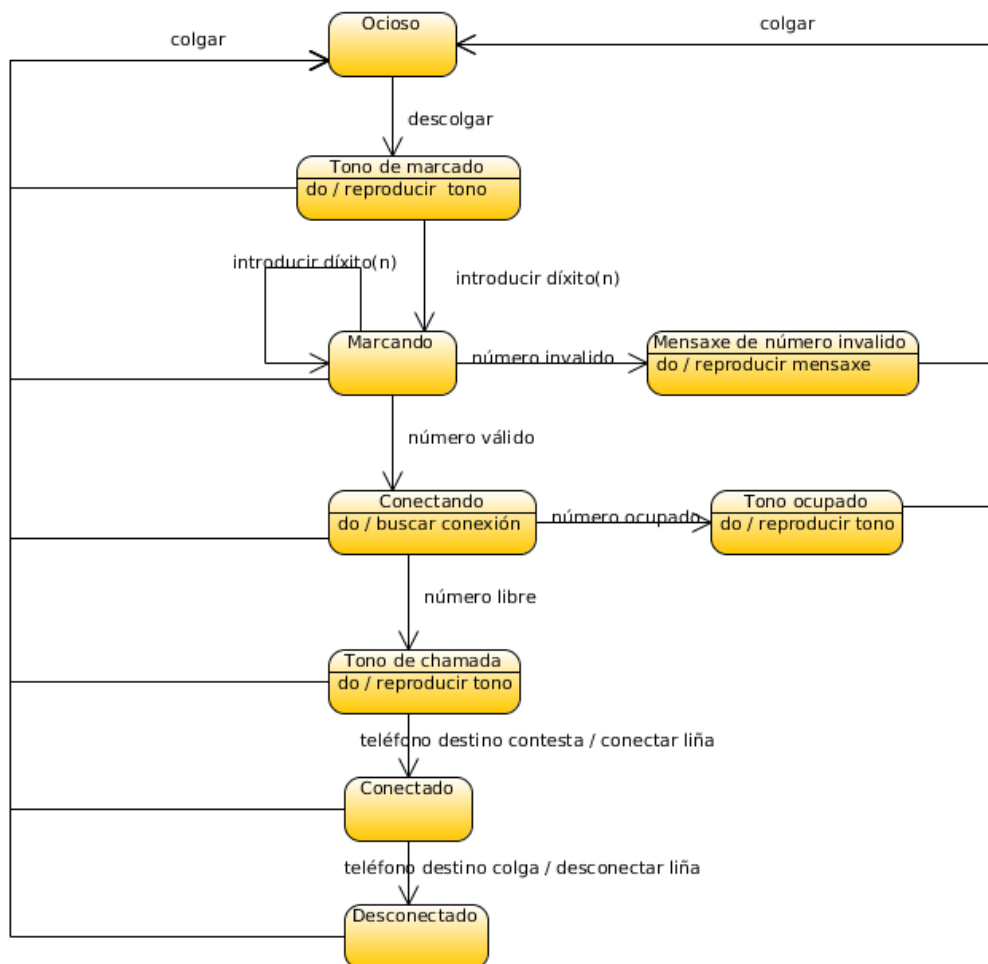 Ocioso
colgar
colgar
descolgar
Tono de marcado
do / reproducir  tono
introducir díxito(n)
introducir díxito(n)
Marcando
número invalido
Mensaxe de número invalido
do / reproducir mensaxe
número válido
Conectando
do / buscar conexión
número ocupado
Tono ocupado
do / reproducir tono
número libre
Tono de chamada
do / reproducir tono
teléfono destino contesta / conectar liña
Conectado
teléfono destino colga / desconectar liña
Desconectado